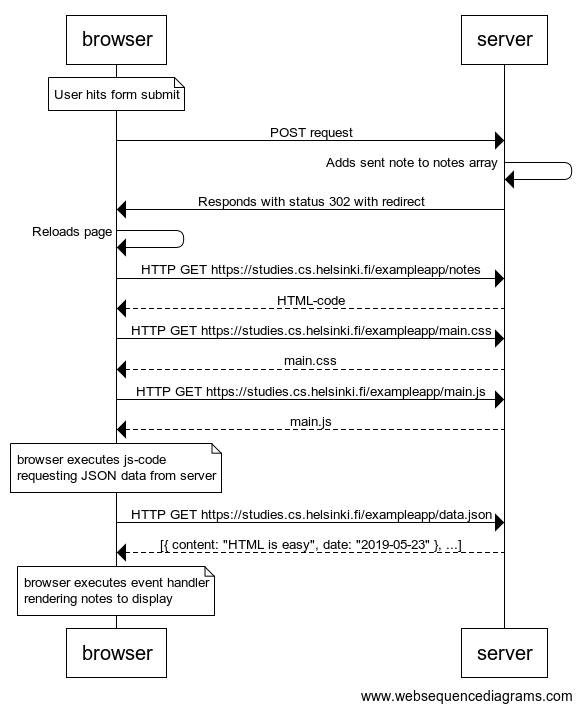 browser
server
User hits form submit
POST request
Adds sent note to notes array
Responds with status 302 with redirect
Reloads page
HTTP GET https://studies.cs.helsinki.fi/exampleapp/notes
HTML-code
HTTP GET https://studies.cs.helsinki.fi/exampleapp/main.css
main.css
HTTP GET https://studies.cs.helsinki.fi/exampleapp/main.js
main.js
browser executes js-code
requesting JSON data from server
HTTP GET https://studies.cs.helsinki.fi/exampleapp/data.json
[{ content: "HTML is easy", date: "2019-05-23" }, ...]
browser executes event handler
rendering notes to display
browser
server
www.websequencediagrams.com